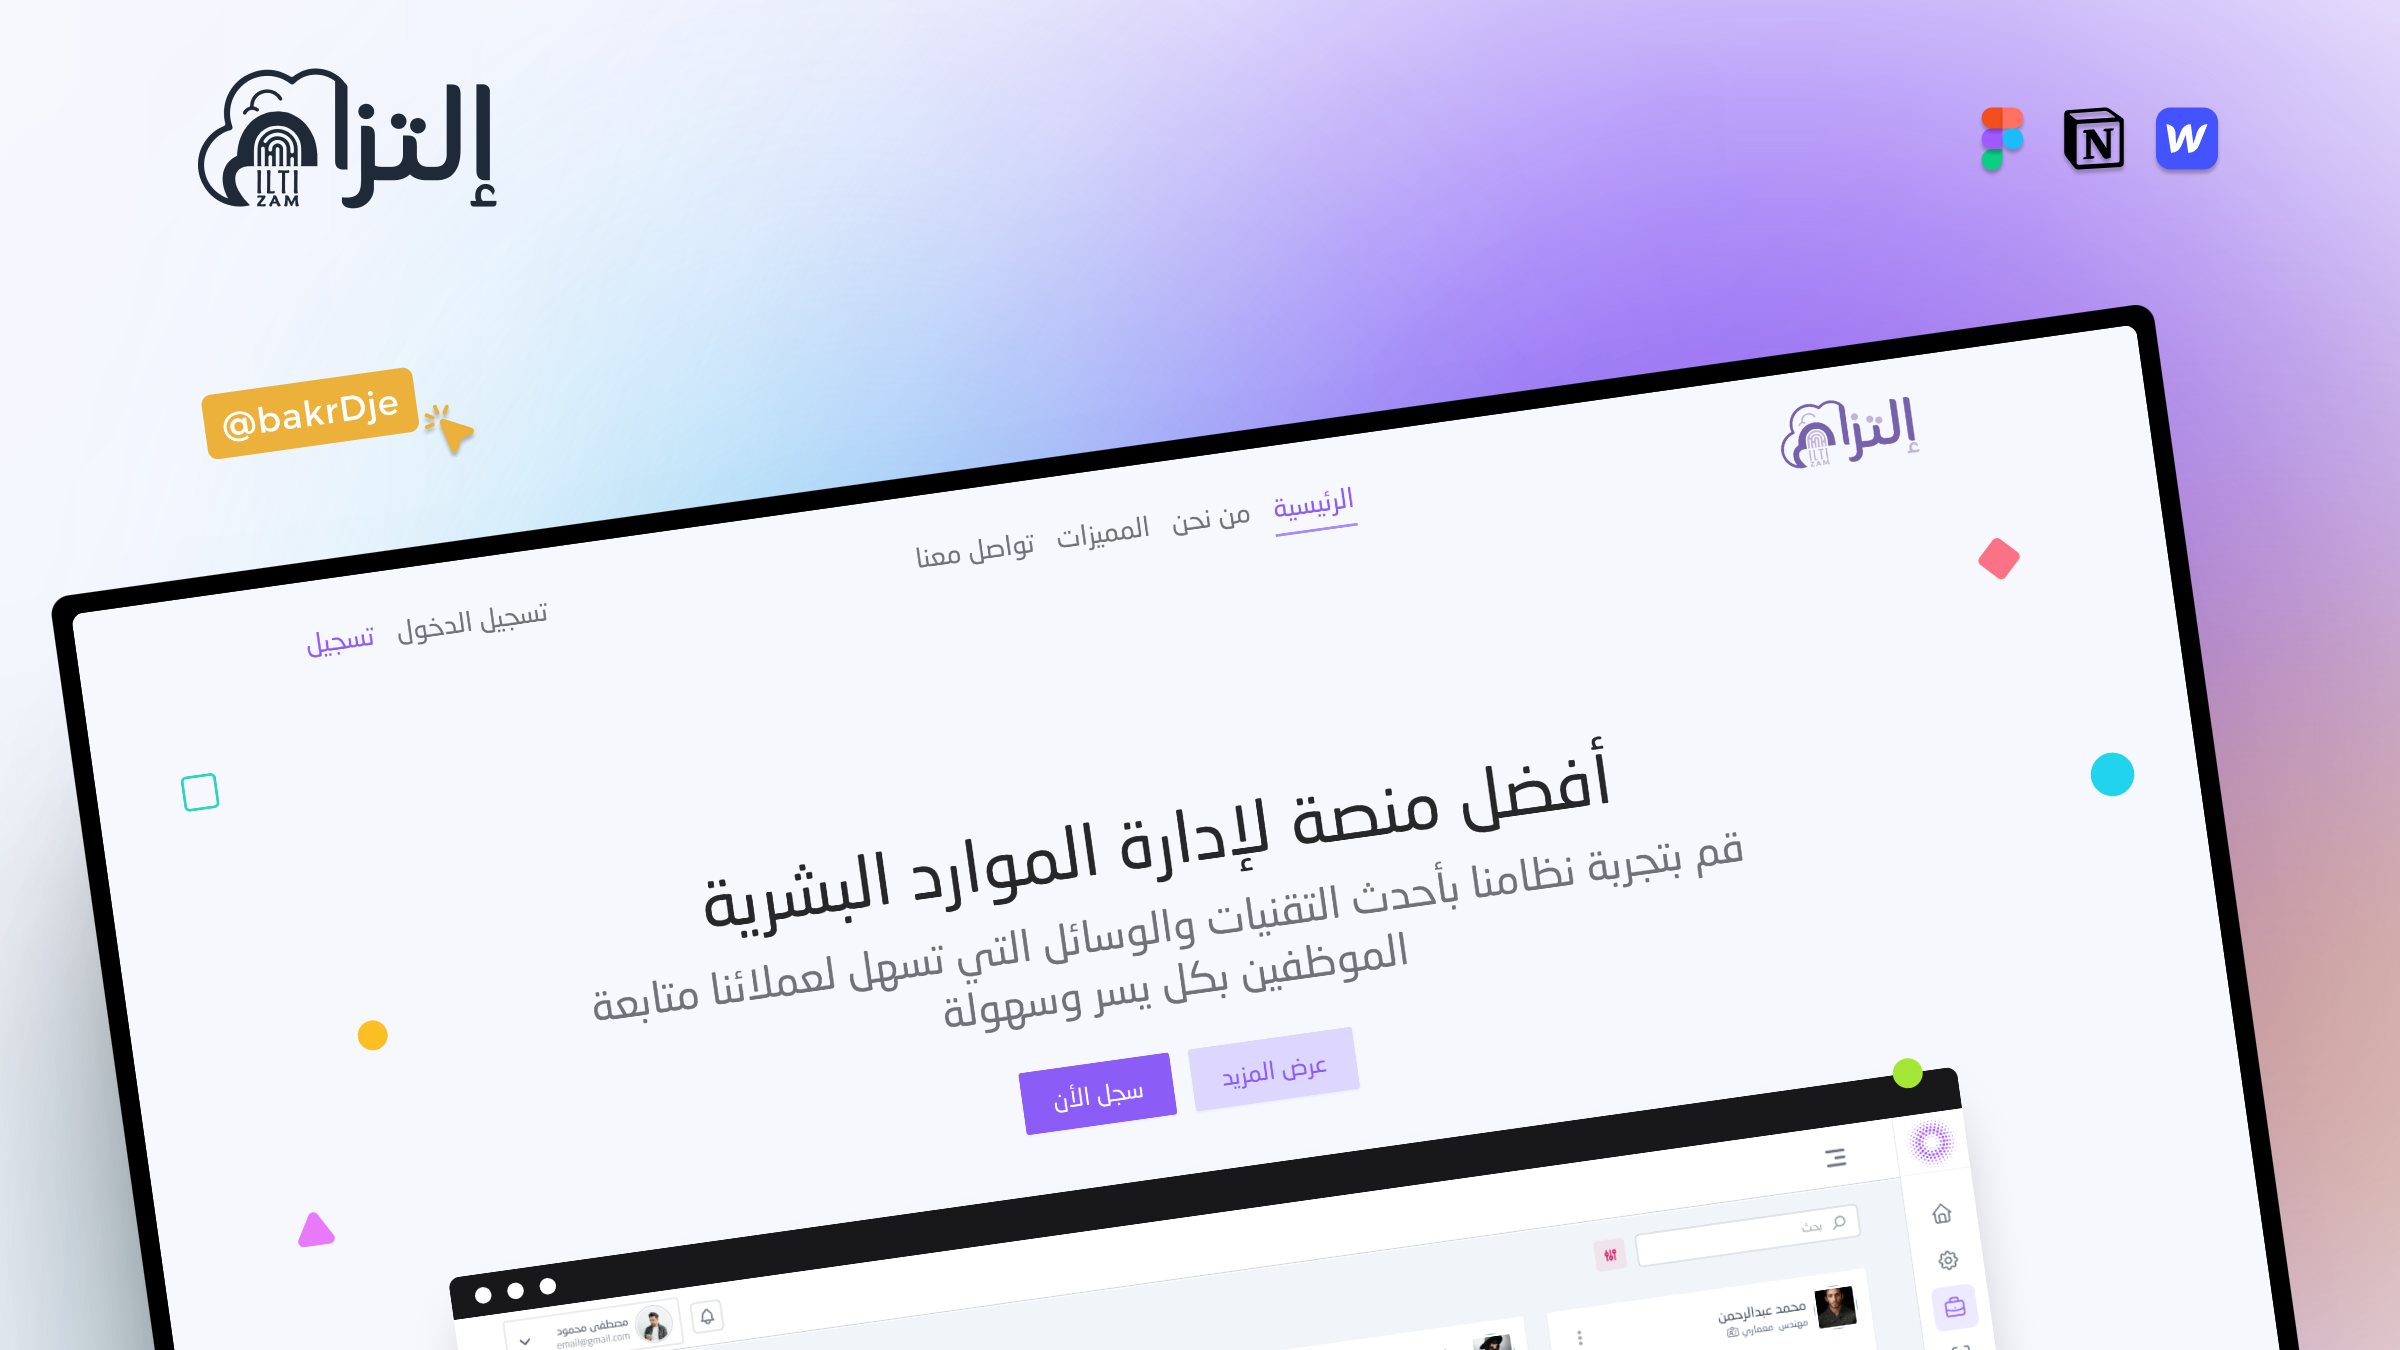 إلتزام
ILTI
ZAM
N
W
@bakrDje
إلتزام
ILTI
ZAM
الرئيسية
من نحن
المميزات
تواصل معنا
تسجيل الدخول
تسجيل
أفضل منصة لإدارة الموارد البشرية
قم بتجربة نظامنا بأحدث التقنيات والوسائل التي تسهل لعملائنا متابعة
الموظفين بكل يسر وسهولة
عرض المزيد
سجل الأن
بحث
مصطفى محمود
email@gmail.com
محمد عبدالرحمن
مهندس معماري